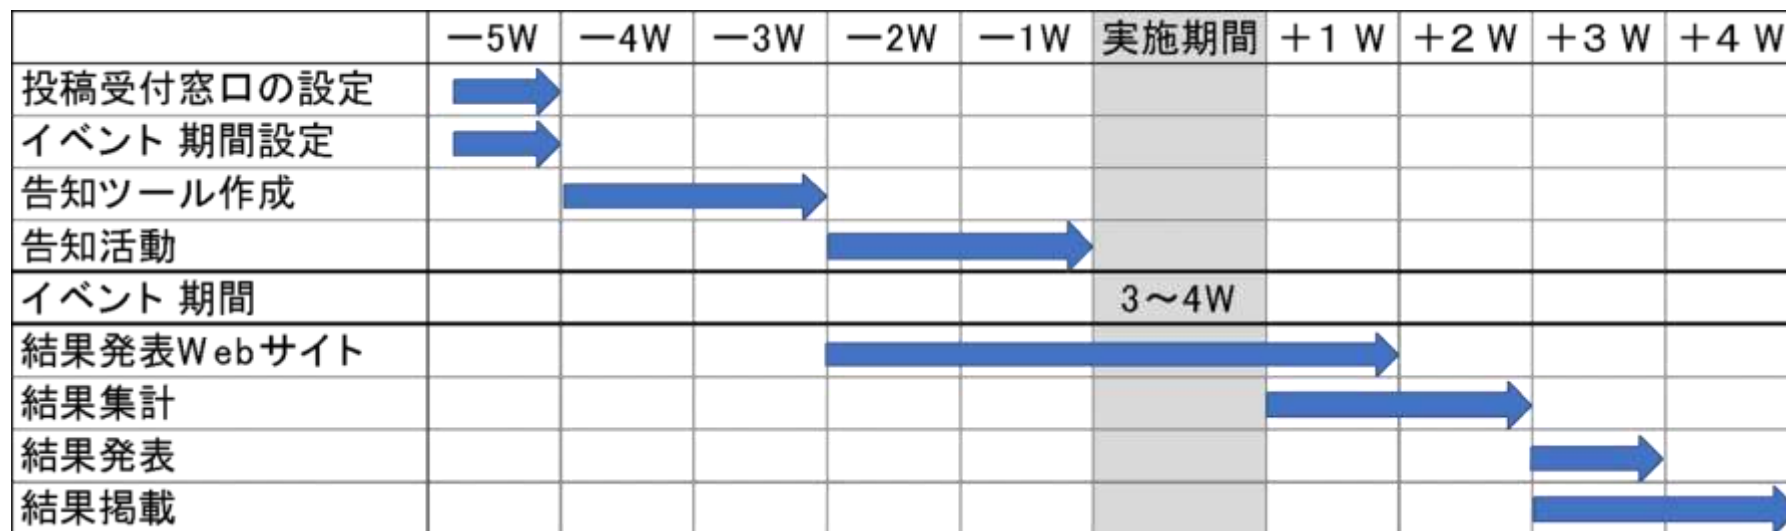 −5W −4W −3W −2W −1W 実施期間 +1 W +2 W +3 W +4 W
投稿受付窓口の設定
イベント 期間設定
告知ツール作成
告知活動
イベント 期間 3～4W
結果発表Webサイト
結果集計
結果発表
結果掲載